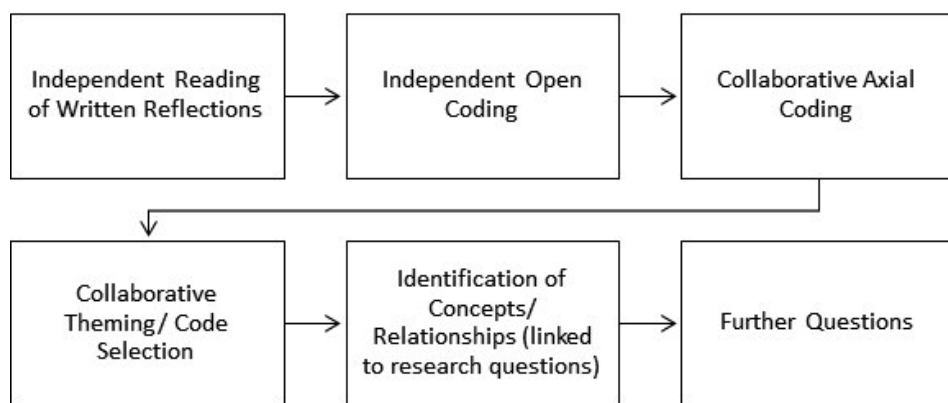 Independent Reading
of Written Reflections
Independent Open
Coding
Collaborative Axial
Coding
Collaborative
Theming/ Code
Selection
Identification of
Concepts/
Relationships (linked
to research questions)
Further Questions